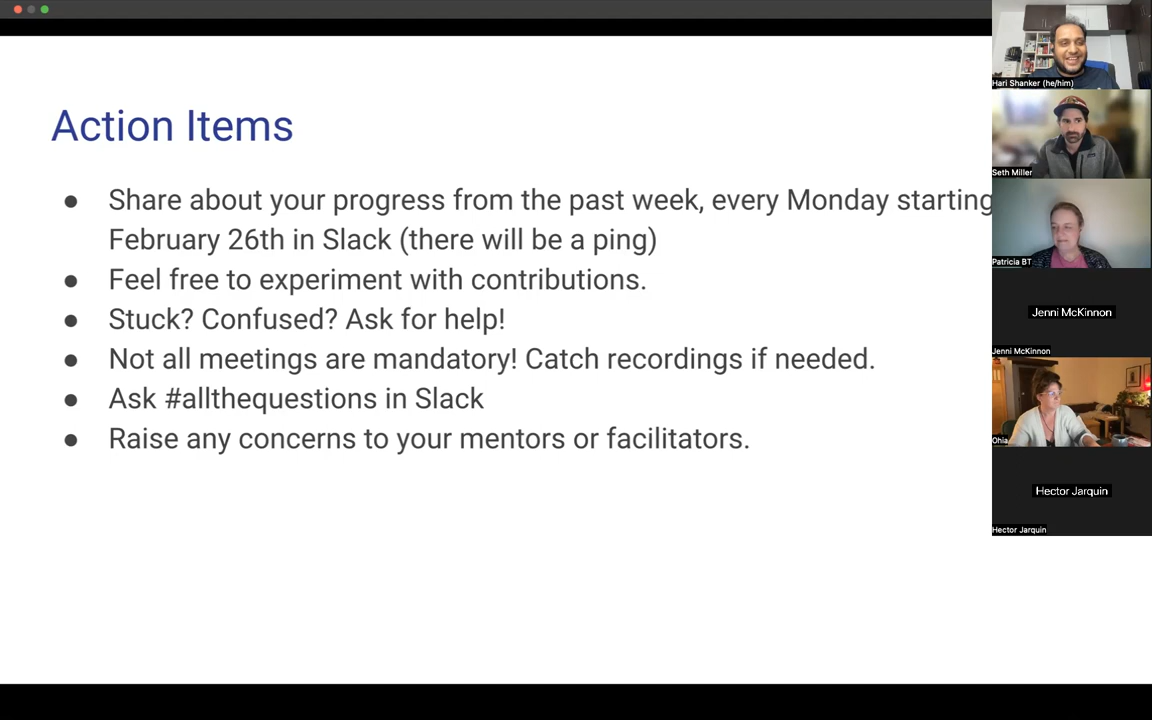 Action Items
● Share about your progress from the past week, every Monday starting
February 26th in Slack (there will be a ping)
● Feel free to experiment with contributions.
● Stuck? Confused? Ask for help!
● Not all meetings are mandatory! Catch recordings if needed.
● Ask #allthequestions in Slack
● Raise any concerns to your mentors or facilitators.
Hari Shanker (he/him)
Seth Miller
Patricia BT
Jenni McKinnon
Jenni McKinnon
Ohia
Hector Jarquin
Hector Jarquin